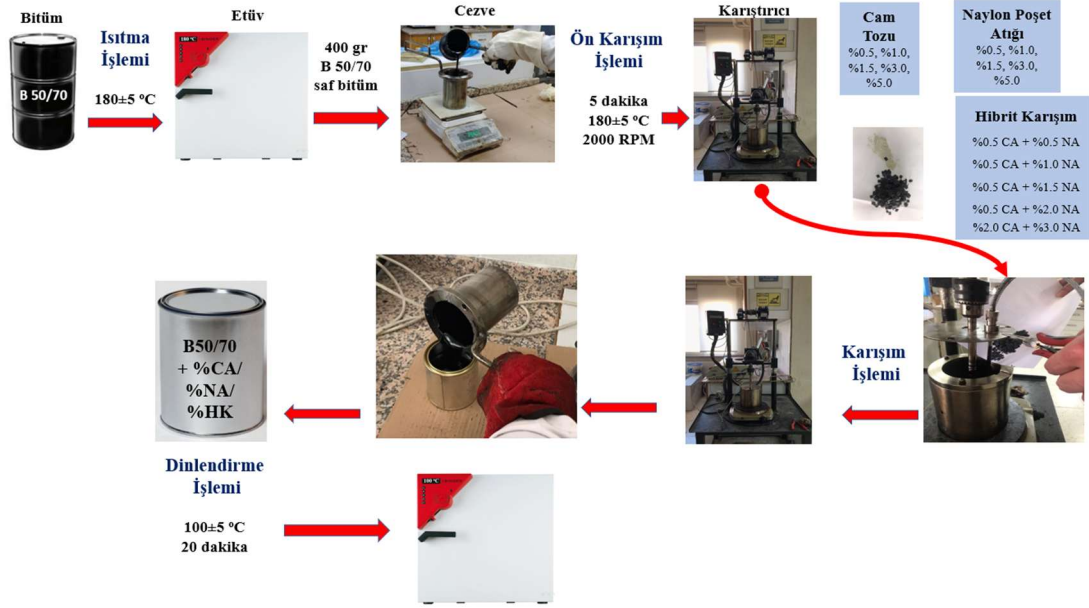 Bitüm
B 50/70
Isıtma
İşlemi
180±5 ºC
Etüv
180 ºC
400 gr
B 50/70
saf bitüm
Cezve
Ön Karışım
İşlemi
5 dakika
180±5 ºC
2000 RPM
Karıştırıcı
Cam
Tozu
%0.5, %1.0,
%1.5, %3.0,
%5.0
Naylon Poşet
Atığı
%0.5, %1.0,
%1.5, %3.0,
%5.0
Hibrit Karışım
%0.5 CA + %0.5 NA
%0.5 CA + %1.0 NA
%0.5 CA + %1.5 NA
%0.5 CA + %2.0 NA
%2.0 CA + %3.0 NA
Karışım
İşlemi
B50/70
+ %CA/
%NA/
%HK
Dinlendirme
İşlemi
100±5 ºC
20 dakika
100 ºC